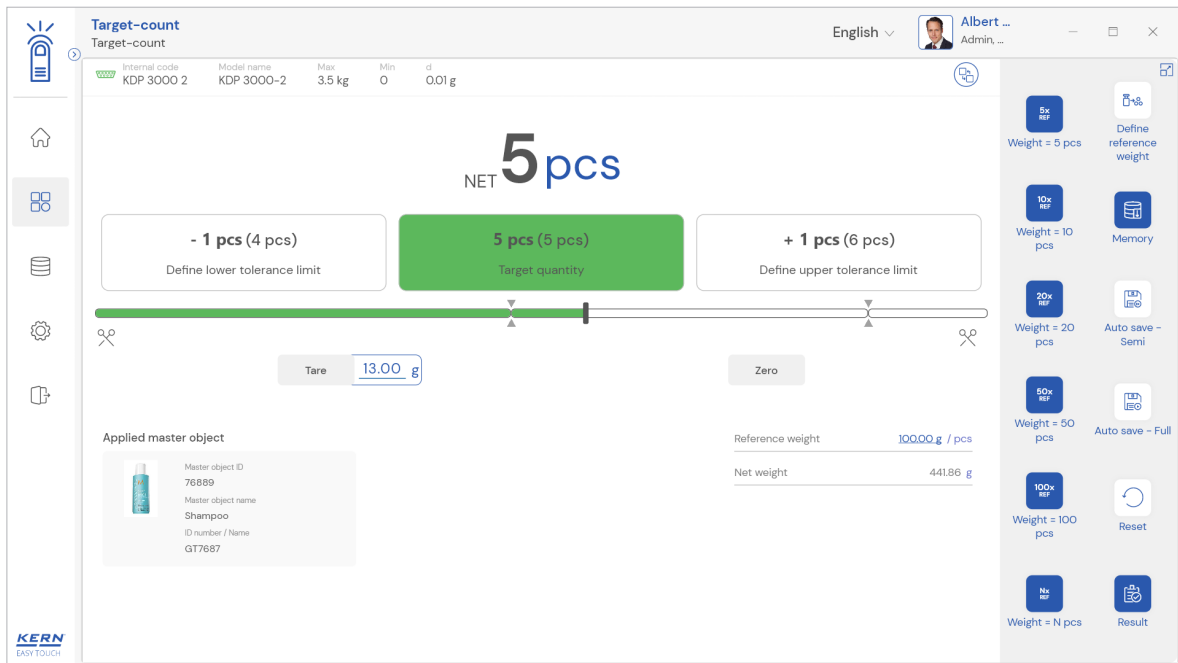 Target-count
Target-count
English
Albert ...
Admin, ...
Internal code
KDP 3000 2
Model name
KDP 3000-2
Max
3.5 kg
Min
0
d
0.01 g
NET 5 pcs
- 1 pcs (4 pcs)
Define lower tolerance limit
5 pcs (5 pcs)
Target quantity
+ 1 pcs (6 pcs)
Define upper tolerance limit
Tare 13.00 g
Zero
Applied master object
Master object ID
76889
Master object name
Shampoo
ID number / Name
GT7687
Reference weight 100.00 g / pcs
Net weight 441.86 g
5x
REF
Weight = 5 pcs
Define
reference
weight
10x
REF
Weight = 10
pcs
Memory
20x
REF
Weight = 20
pcs
Auto save -
Semi
50x
REF
Weight = 50
pcs
Auto save - Full
100x
REF
Weight = 100
pcs
Reset
Nx
REF
Weight = N pcs
Result
KERN
EASY TOUCH